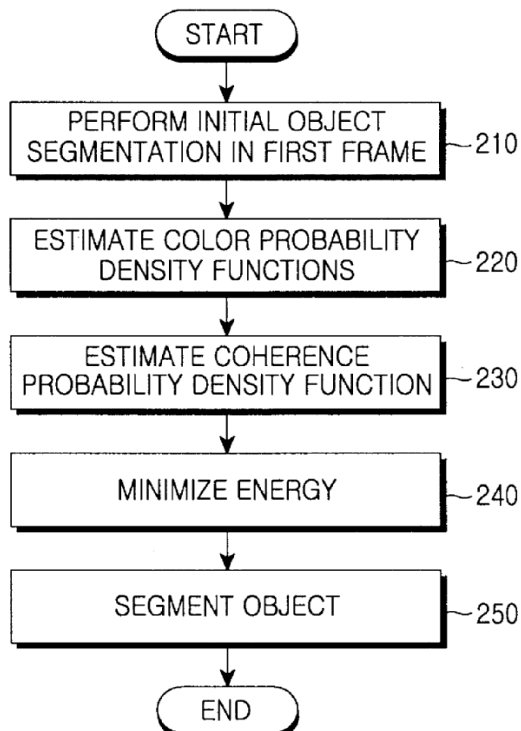 START
PERFORM INITIAL OBJECT
SEGMENTATION IN FIRST FRAME
210
ESTIMATE COLOR PROBABILITY
DENSITY FUNCTIONS
220
ESTIMATE COHERENCE
PROBABILITY DENSITY FUNCTION
230
MINIMIZE ENERGY
240
SEGMENT OBJECT
250
END